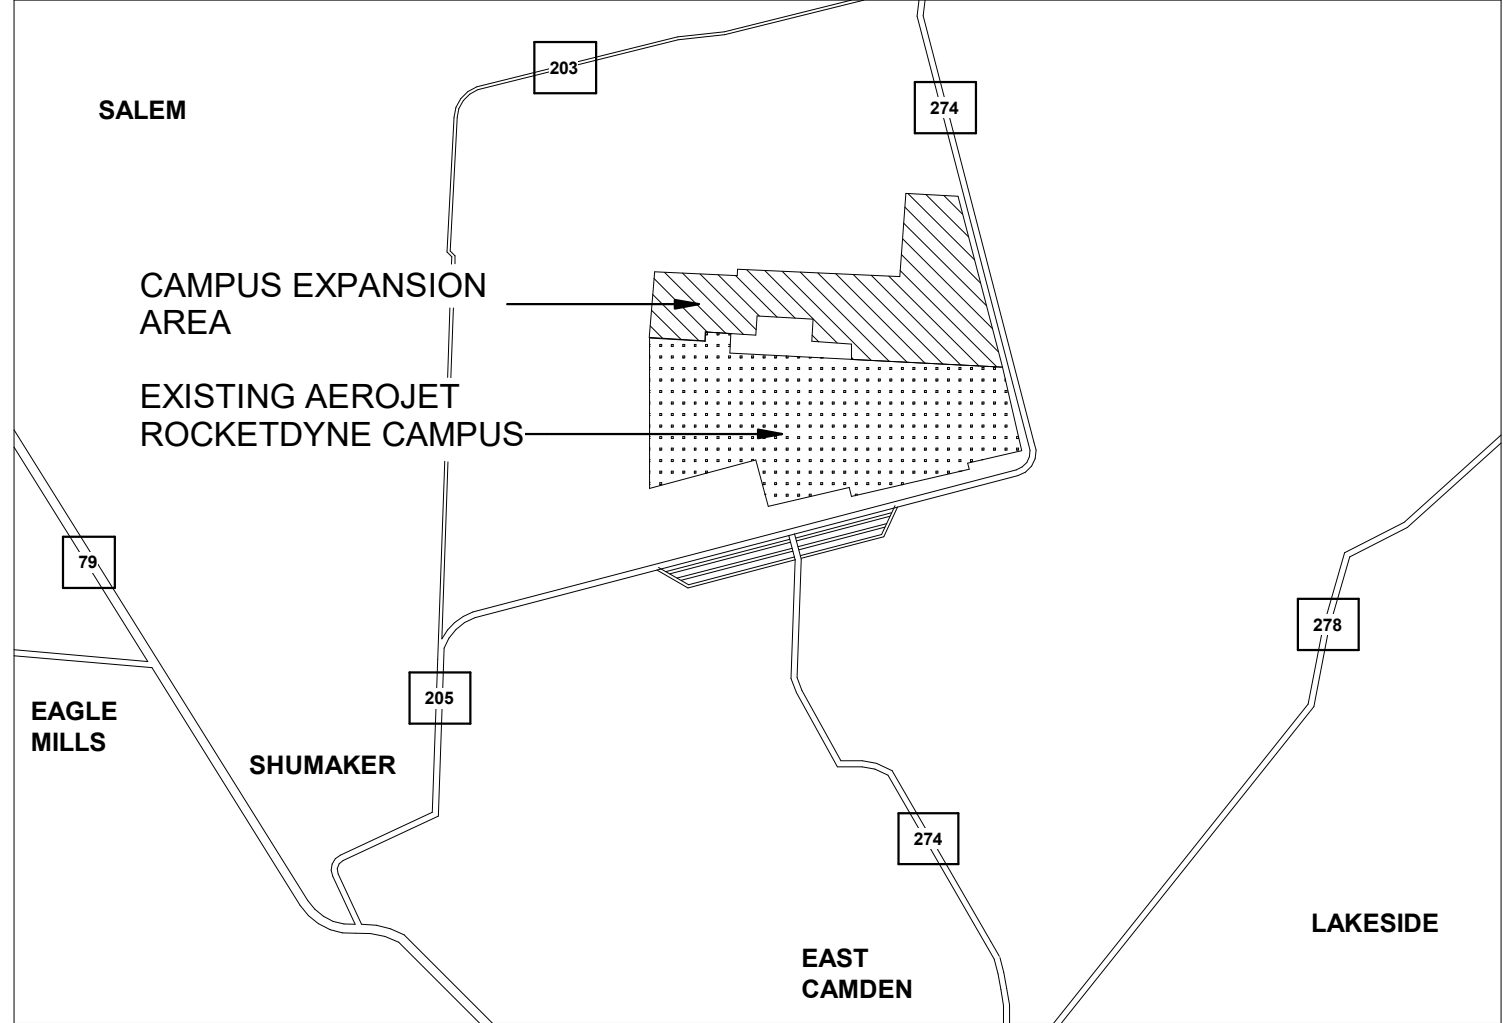 203
274
SALEM
CAMPUS EXPANSION
AREA
EXISTING AEROJET
ROCKETDYNE CAMPUS
79
278
205
EAGLE
MILLS
SHUMAKER
274
LAKESIDE
EAST
CAMDEN